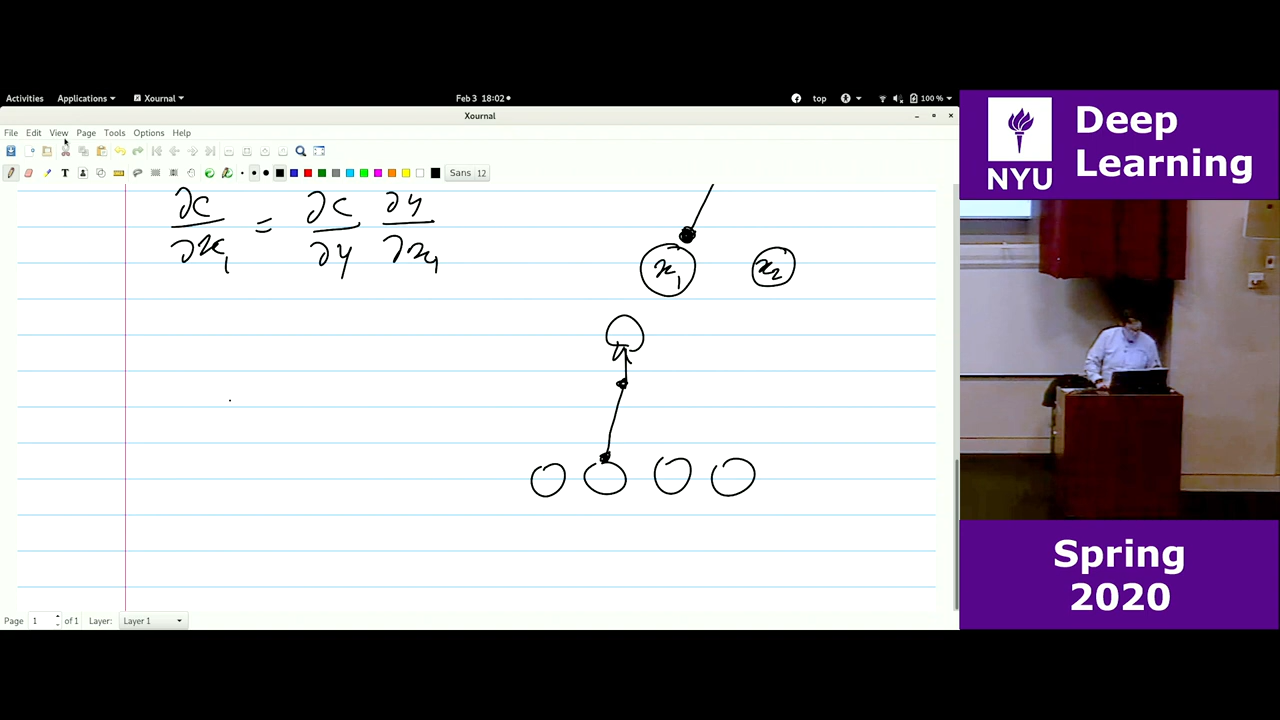 Activities Applications Xournal Feb 3 18:02 top 100 %
Xournal
File Edit View Page Tools Options Help
T Sans 12
∂C/∂x₁ = ∂C/∂y ∂y/∂x₁
x₁ x₂
Page 1 of 1 Layer: Layer 1
NYU
Deep
Learning
Spring
2020